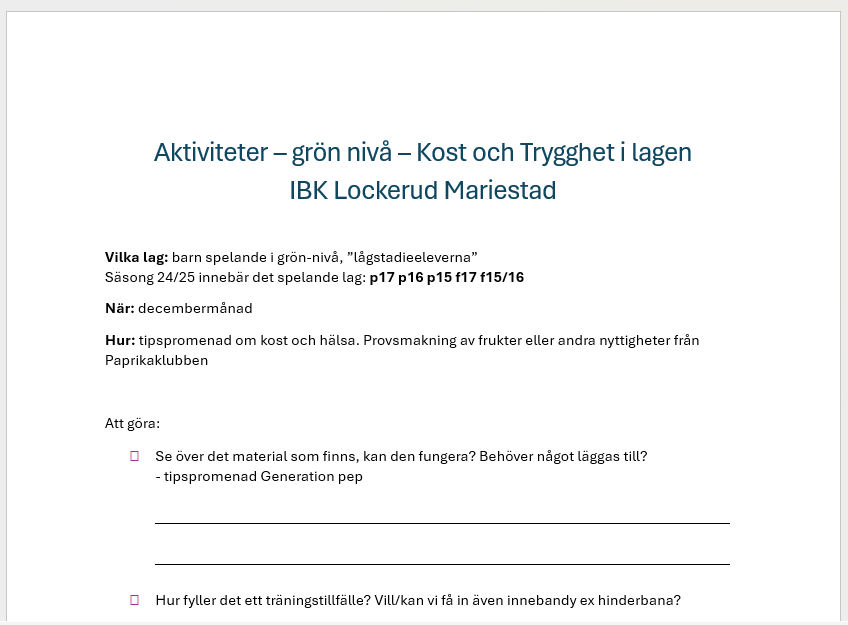 Aktiviteter – grön nivå – Kost och Trygghet i lagen
IBK Lockerud Mariestad
Vilka lag: barn spelande i grön-nivå, ”lågstadieeleverna”
Säsong 24/25 innebär det spelande lag: p17 p16 p15 f17 f15/16
När: decembermånad
Hur: tipspromenad om kost och hälsa. Provsmakning av frukter eller andra nyttigheter från
Paprikaklubben
Att göra:
Se över det material som finns, kan den fungera? Behöver något läggas till?
- tipspromenad Generation pep
Hur fyller det ett träningstillfälle? Vill/kan vi få in även innebandy ex hinderbana?